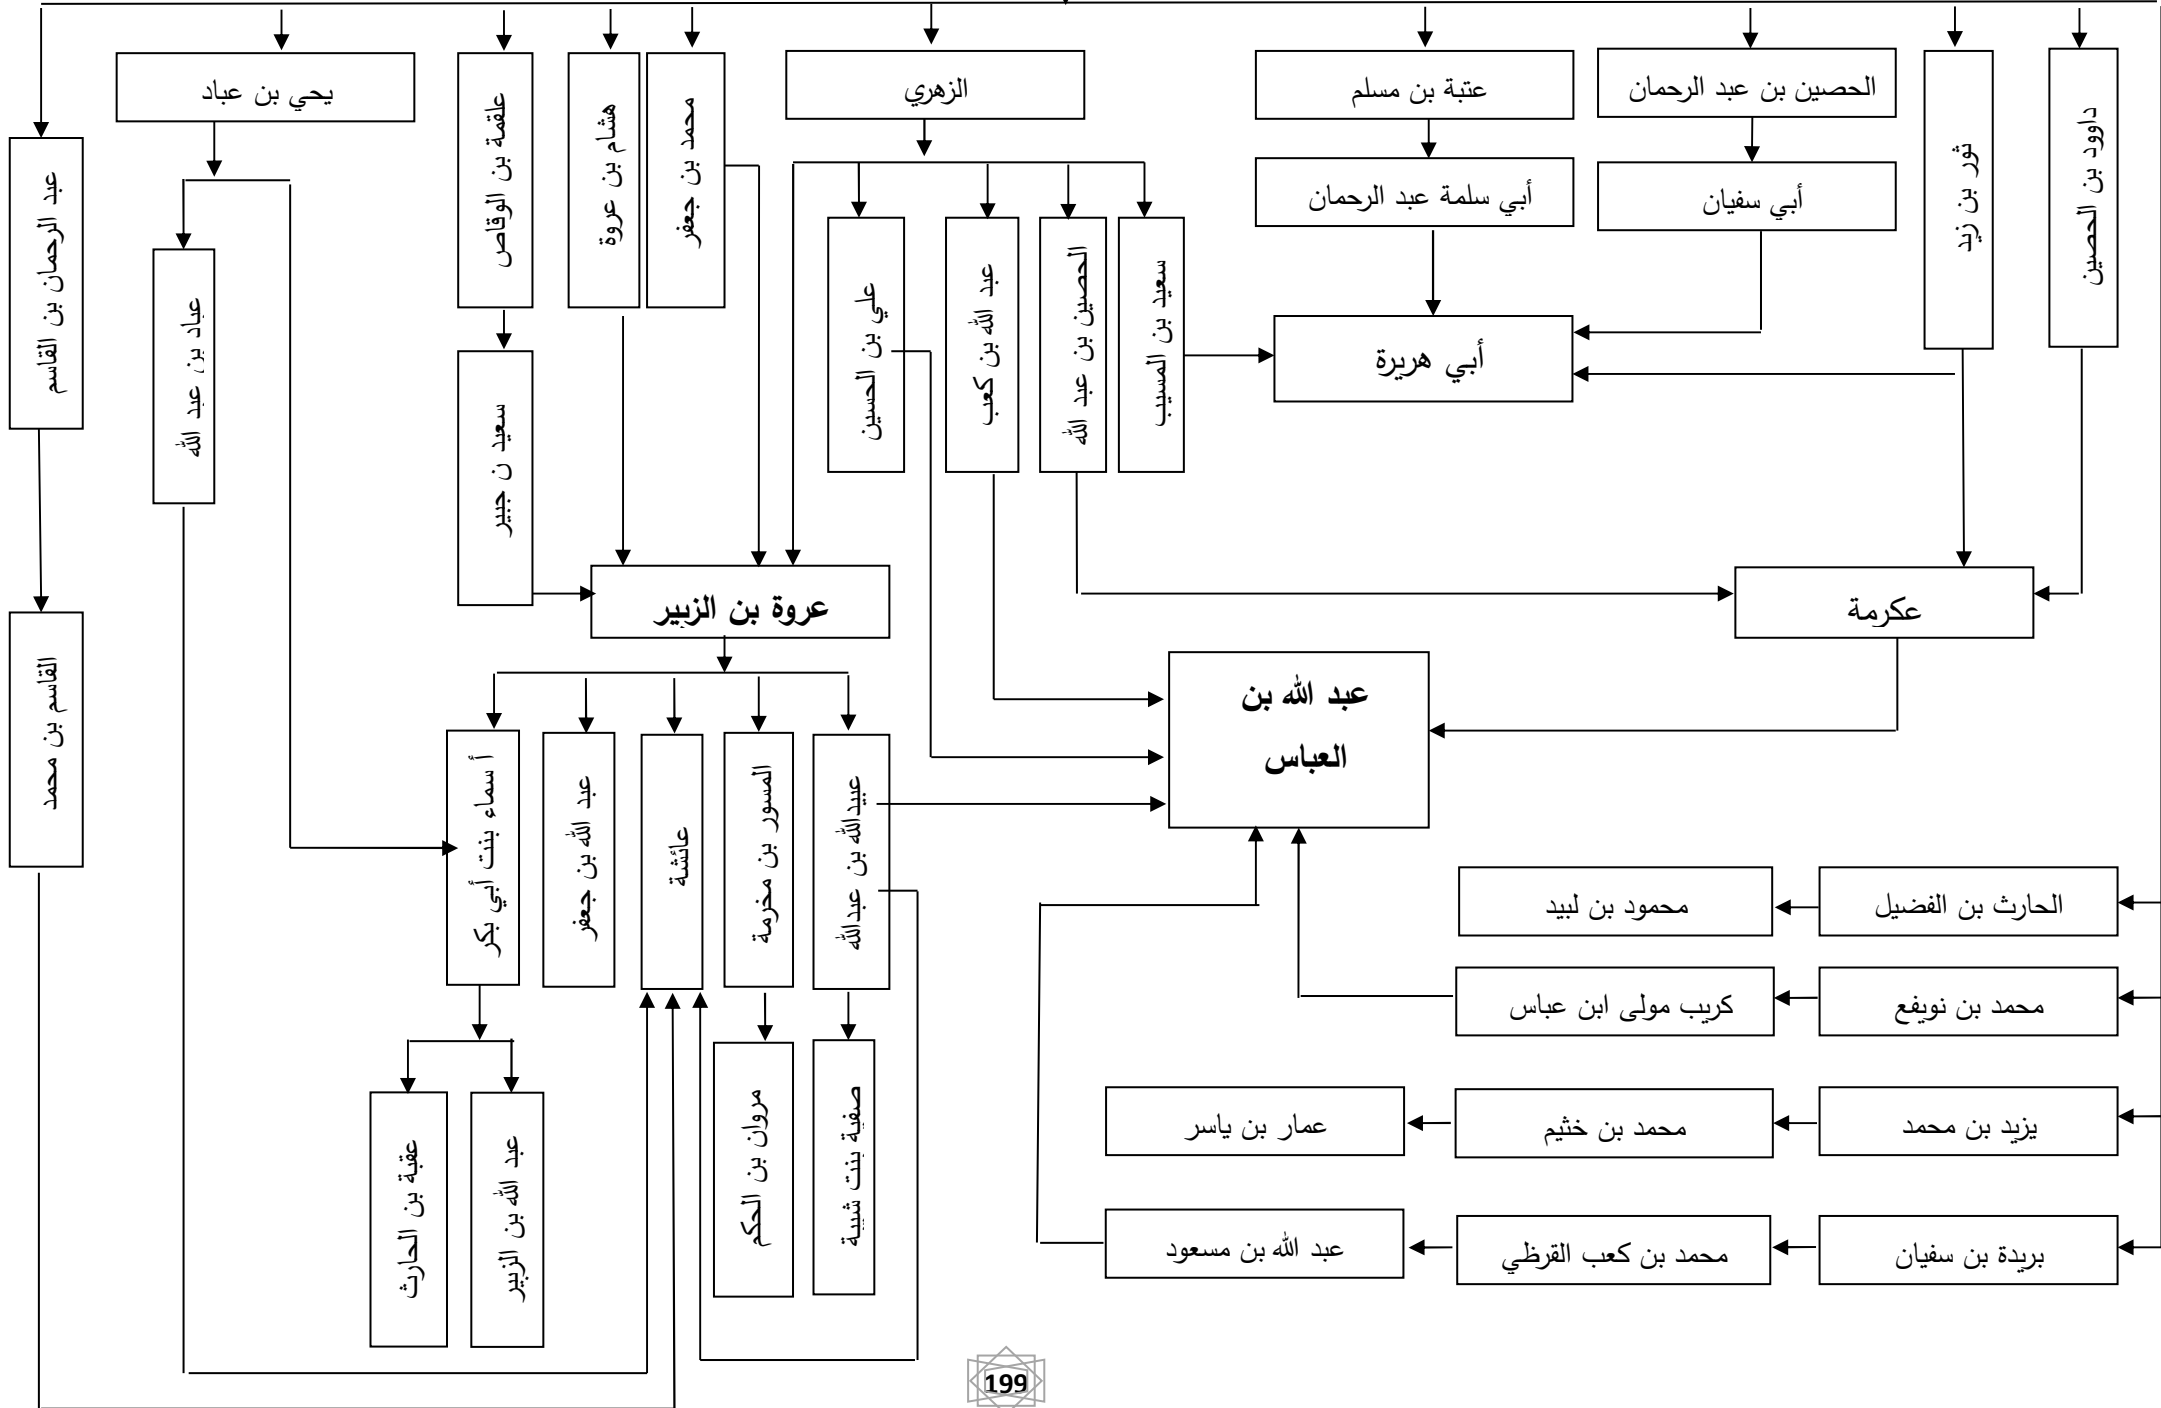 داوود بن الحصين
ثور بن زيد
الحصين بن عبد الرحمان
عتبة بن مسلم
الزهري
محمد بن جعفر
هشام بن عروة
علقمة بن الوقاص
يحي بن عباد
عبد الرحمان بن القاسم
أبي سفيان
أبي سلمة عبد الرحمان
سعيد بن المسيب
الحصين بن عبد الله
عبد الله بن كعب
علي بن الحسين
عباد بن عبد الله
أبي هريرة
سعيد ن جبير
عكرمة
عروة بن الزبير
القاسم بن محمد
عبد الله بن
العباس
عبيدالله بن عبدالله
المسور بن مخرمة
عائشة
عبد الله بن جعفر
أ سماء بنت أبي بكر
الحارث بن الفضيل
محمود بن لبيد
محمد بن نويفع
كريب مولى ابن عباس
صفية بنت شيبة
مروان بن الحكم
عبد الله بن الزبير
عقبة بن الحارث
يزيد بن محمد
محمد بن خثيم
عمار بن ياسر
بريدة بن سفيان
محمد بن كعب القرظي
عبد الله بن مسعود
199